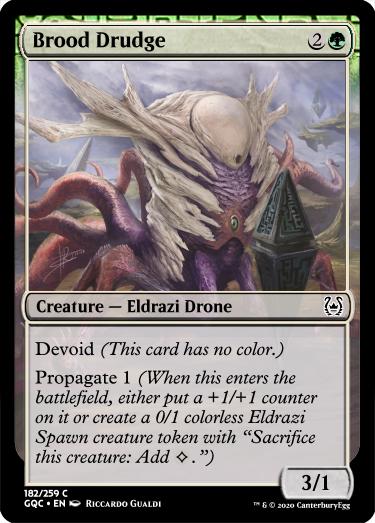 Brood Drudge 2
Creature — Eldrazi Drone
Devoid (This card has no color.)
Propagate 1 (When this enters the
battlefield, either put a +1/+1 counter
on it or create a 0/1 colorless Eldrazi
Spawn creature token with “Sacrifice
this creature: Add ◇.”)
3/1
182/259 C
GQC • EN RICCARDO GUALDI
™ & © 2020 CanterburyEgg